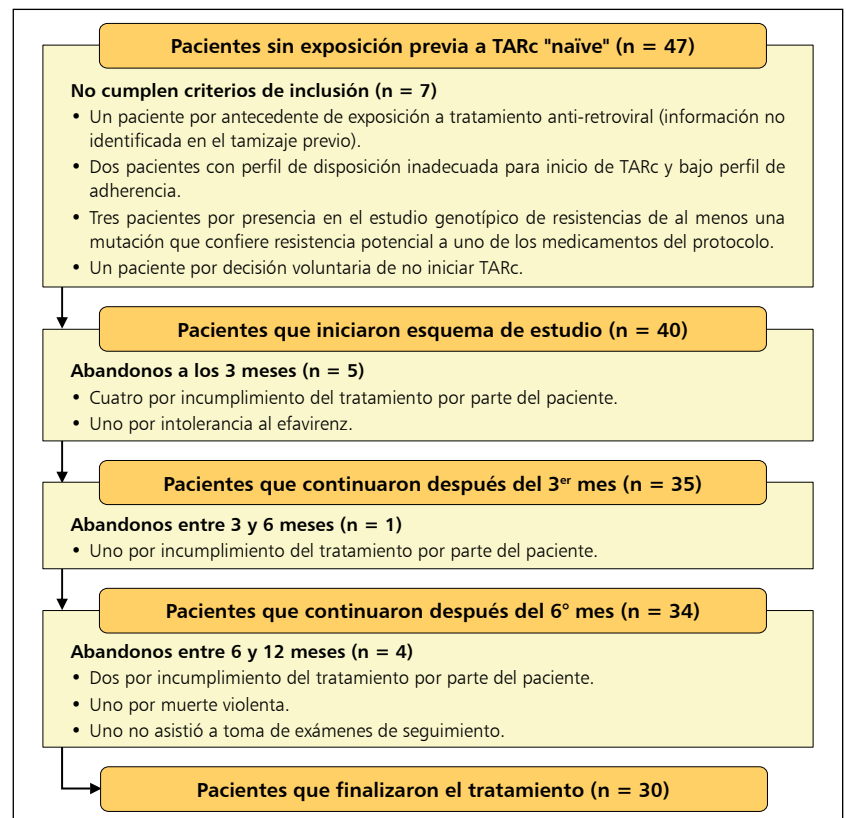 Pacientes sin exposición previa a TARc "naïve" (n = 47)
No cumplen criterios de inclusión (n = 7)
• Un paciente por antecedente de exposición a tratamiento anti-retroviral (información no
identificada en el tamizaje previo).
• Dos pacientes con perfil de disposición inadecuada para inicio de TARc y bajo perfil de
adherencia.
• Tres pacientes por presencia en el estudio genotípico de resistencias de al menos una
mutación que confiere resistencia potencial a uno de los medicamentos del protocolo.
• Un paciente por decisión voluntaria de no iniciar TARc.
Pacientes que iniciaron esquema de estudio (n = 40)
Abandonos a los 3 meses (n = 5)
• Cuatro por incumplimiento del tratamiento por parte del paciente.
• Uno por intolerancia al efavirenz.
Pacientes que continuaron después del 3er mes (n = 35)
Abandonos entre 3 y 6 meses (n = 1)
• Uno por incumplimiento del tratamiento por parte del paciente.
Pacientes que continuaron después del 6° mes (n = 34)
Abandonos entre 6 y 12 meses (n = 4)
• Dos por incumplimiento del tratamiento por parte del paciente.
• Uno por muerte violenta.
• Uno no asistió a toma de exámenes de seguimiento.
Pacientes que finalizaron el tratamiento (n = 30)